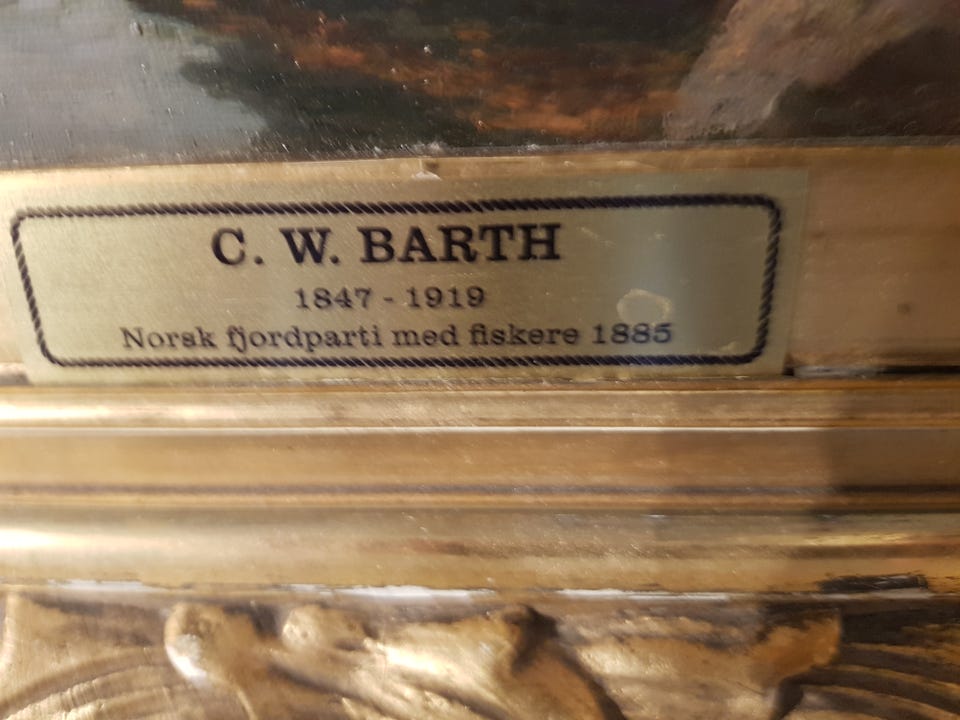 C. W. BARTH
1847 - 1919
Norsk fjordparti med fiskere 1885